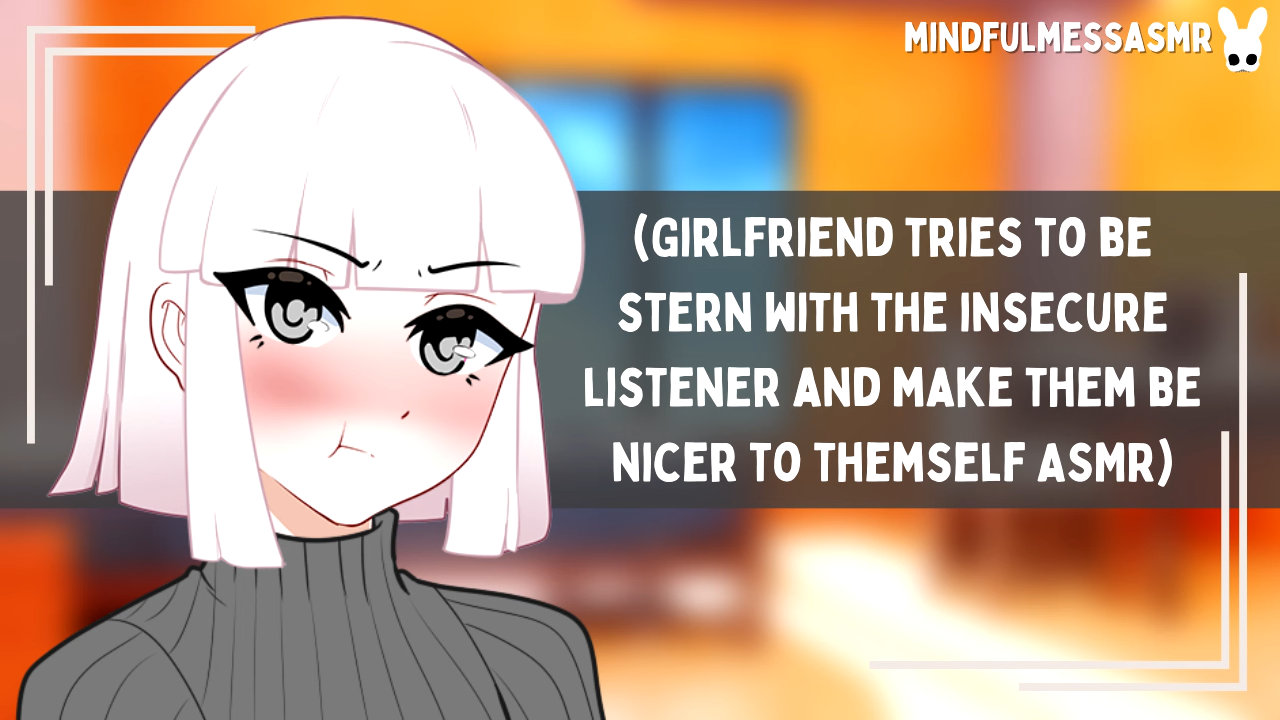 MINDFULMESSASMR
(GIRLFRIEND TRIES TO BE
STERN WITH THE INSECURE
LISTENER AND MAKE THEM BE
NICER TO THEMSELF ASMR)